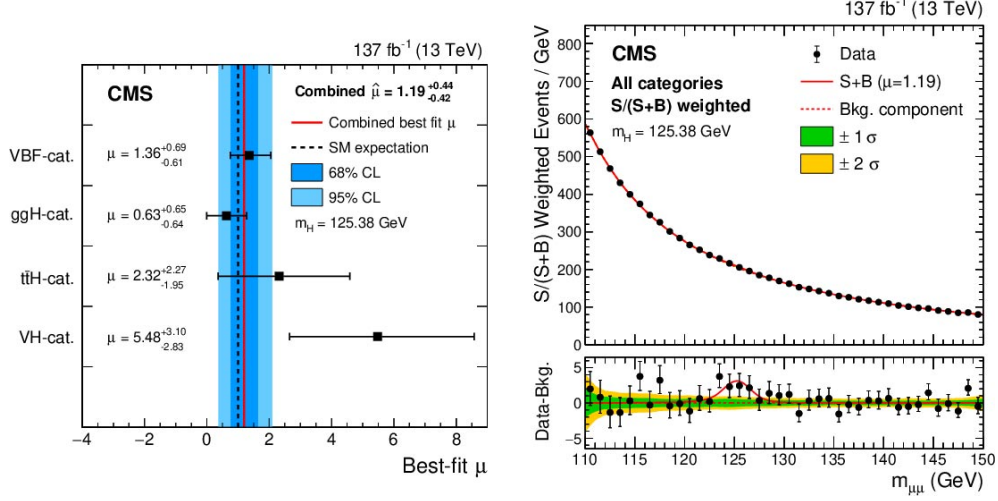 137 fb⁻¹ (13 TeV)
CMS
Combined μ̂ = 1.19 +0.44 -0.42
Combined best fit μ
SM expectation
68% CL
95% CL
m_H = 125.38 GeV
VBF-cat. μ = 1.36 +0.69 -0.61
ggH-cat. μ = 0.63 +0.65 -0.64
tt̄H-cat. μ = 2.32 +2.27 -1.95
VH-cat. μ = 5.48 +3.10 -2.83
−4 −2 0 2 4 6 8
Best-fit μ
137 fb⁻¹ (13 TeV)
S/(S+B) Weighted Events / GeV
800
700
600
500
400
300
200
100
0
CMS
All categories
S/(S+B) weighted
m_H = 125.38 GeV
Data
S+B (μ=1.19)
Bkg. component
± 1 σ
± 2 σ
Data-Bkg.
5
0
−5
110 115 120 125 130 135 140 145 150
m_μμ (GeV)